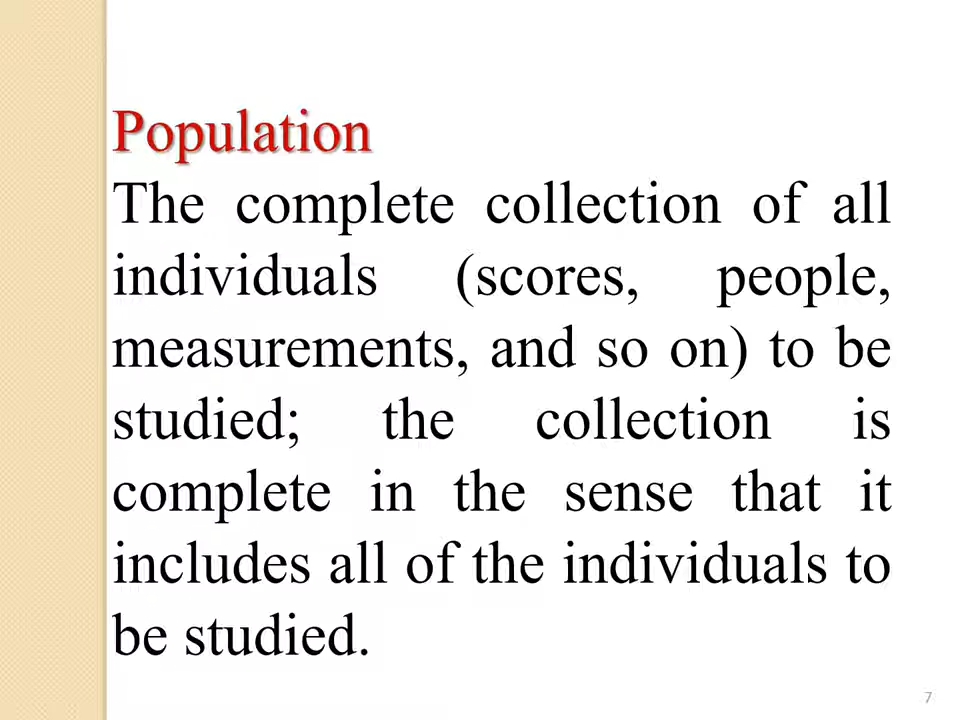 Population
The complete collection of all
individuals (scores, people,
measurements, and so on) to be
studied; the collection is
complete in the sense that it
includes all of the individuals to
be studied.
7